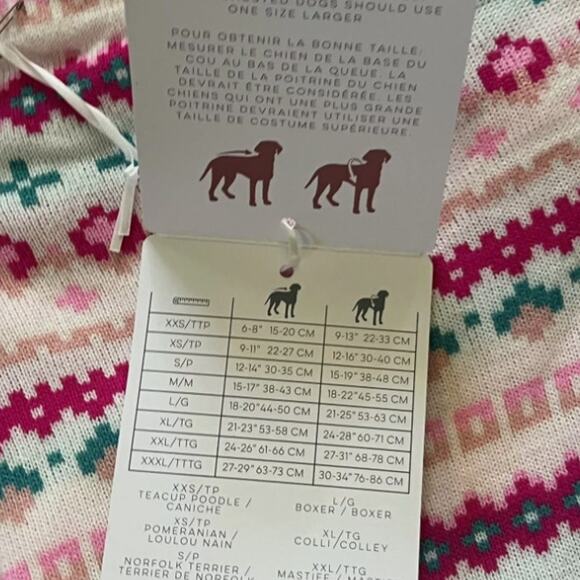 CHESTED DOGS SHOULD USE
ONE SIZE LARGER
POUR OBTENIR LA BONNE TAILLE:
MESURER LE CHIEN DE LA BASE DU
COU AU BAS DE LA QUEUE. LA
TAILLE DE LA POITRINE DU CHIEN
DEVRAIT ÊTRE CONSIDÉRÉE. LES
CHIENS QUI ONT UNE PLUS GRANDE
POITRINE DEVRAIENT UTILISER UNE
TAILLE DE COSTUME SUPÉRIEURE.
XXS/TTP 6-8" 15-20 CM 9-13" 22-33 CM
XS/TP 9-11" 22-27 CM 12-16" 30-40 CM
S/P 12-14" 30-35 CM 15-19" 38-48 CM
M/M 15-17" 38-43 CM 18-22" 45-55 CM
L/G 18-20" 44-50 CM 21-25" 53-63 CM
XL/TG 21-23" 53-58 CM 24-28" 60-71 CM
XXL/TTG 24-26" 61-66 CM 27-31" 68-78 CM
XXXL/TTTG 27-29" 63-73 CM 30-34" 76-86 CM
XXS/TP
TEACUP POODLE /
CANICHE
XS/TP
POMERANIAN /
LOULOU NAIN
S/P
NORFOLK TERRIER /
TERRIER DE NORFOLK
L/G
BOXER / BOXER
XL/TG
COLLI /COLLEY
XXL/TTG
MASTIFF /